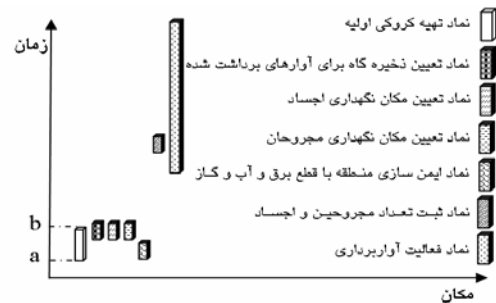 زمان
نماد تهیه کروکی اولیه
نماد تعیین ذخیره گاه برای آوارهای برداشت شده
نماد تعیین مکان نگهداری اجساد
نماد تعیین مکان نگهداری مجروحان
نماد ایمن سازی منطقه با قطع برق و آب و گاز
نماد ثبت تعداد مجروحین و اجساد
نماد فعالیت آواربرداری
b
a
مکان